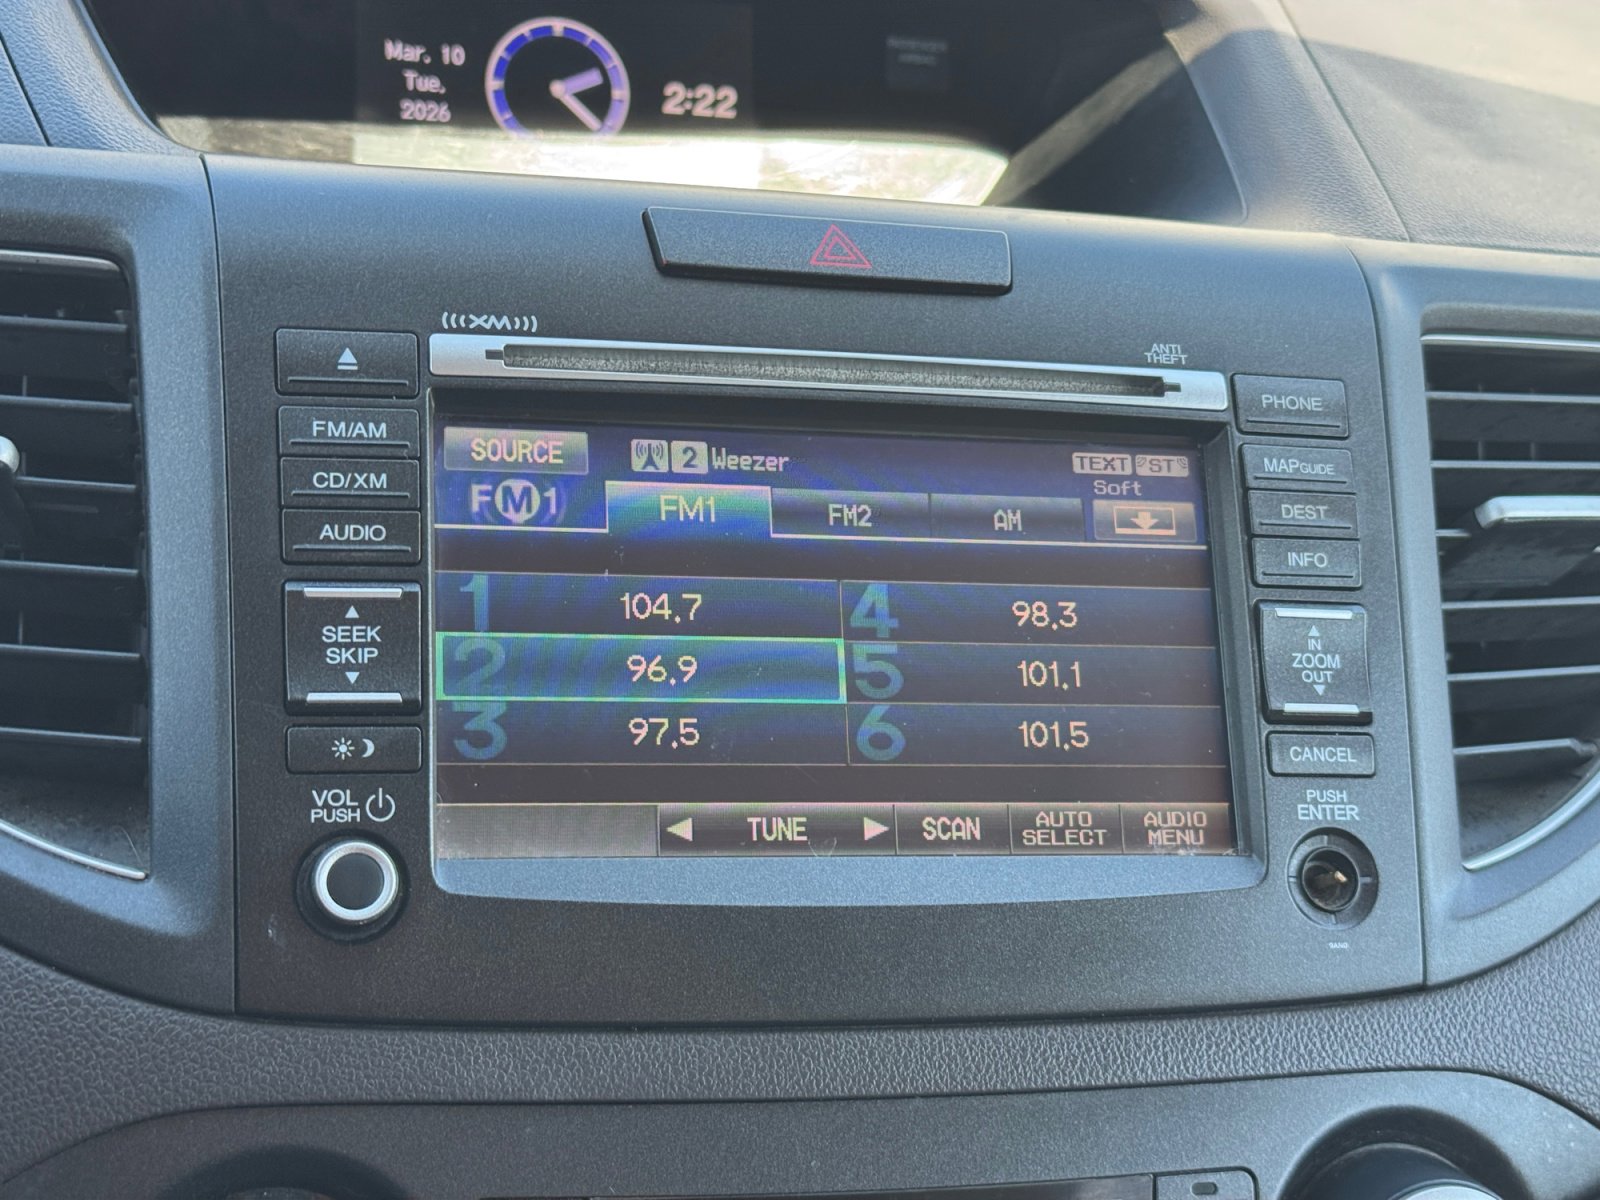 Mar. 10
Tue.
2026
2:22
XM
ANTI
THEFT
FM/AM
CD/XM
AUDIO
SEEK
SKIP
VOL
PUSH
SOURCE
2 Weezer
TEXT ST
Soft
FM1
FM1
FM2
AM
1 104.7
2 96.9
3 97.5
4 98.3
5 101.1
6 101.5
TUNE
SCAN
AUTO
SELECT
AUDIO
MENU
PHONE
MAP GUIDE
DEST
INFO
IN
ZOOM
OUT
CANCEL
PUSH
ENTER